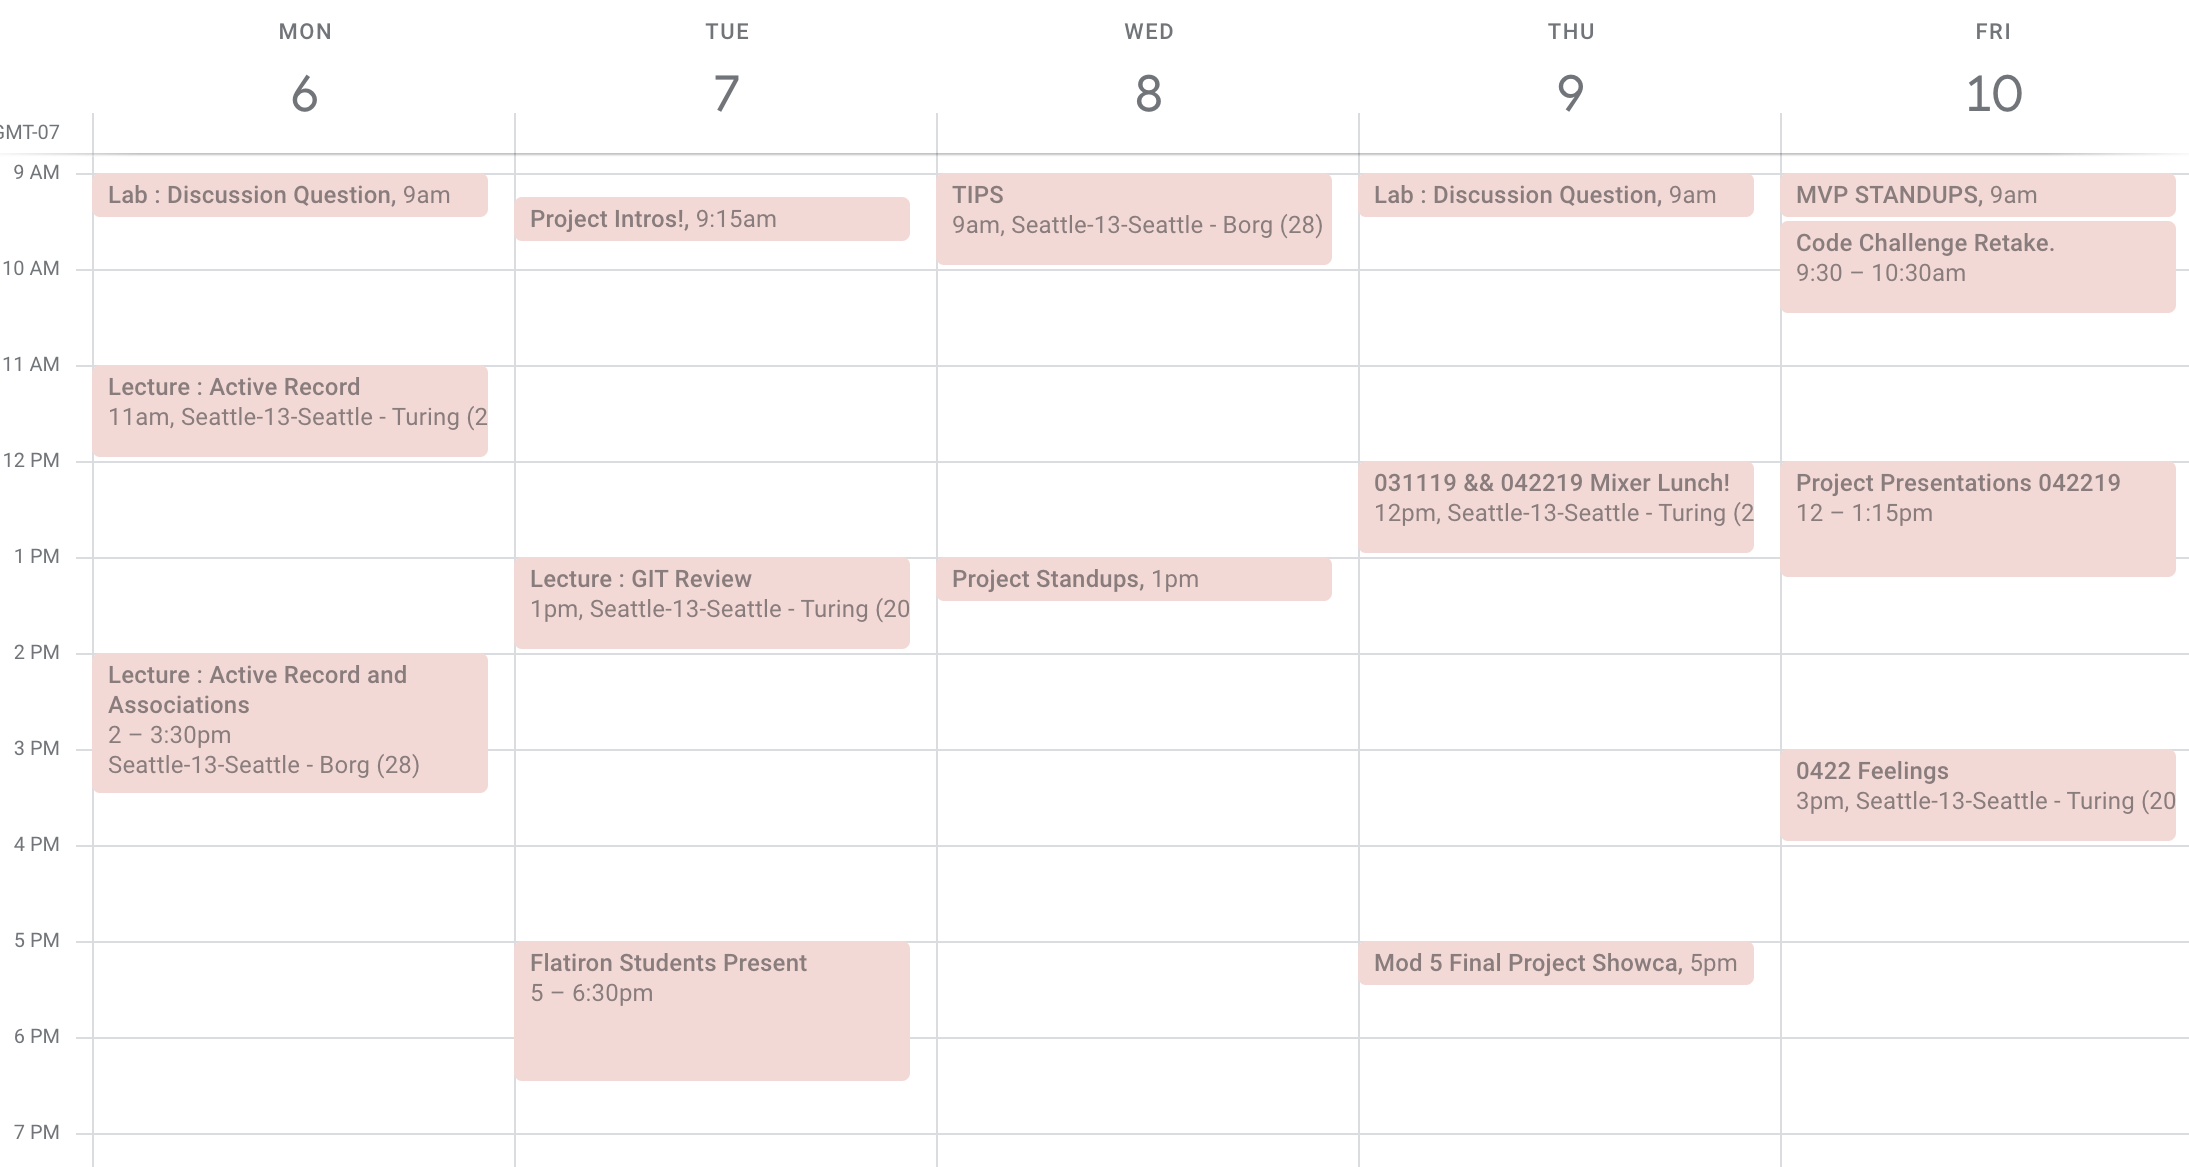 MON
TUE
WED
THU
FRI
6
7
8
9
10
GMT-07
9 AM
10 AM
11 AM
12 PM
1 PM
2 PM
3 PM
4 PM
5 PM
6 PM
7 PM
Lab : Discussion Question, 9am
Lecture : Active Record
11am, Seattle-13-Seattle - Turing (2
Lecture : Active Record and
Associations
2 – 3:30pm
Seattle-13-Seattle - Borg (28)
Project Intros!, 9:15am
Lecture : GIT Review
1pm, Seattle-13-Seattle - Turing (20
Flatiron Students Present
5 – 6:30pm
TIPS
9am, Seattle-13-Seattle - Borg (28)
Project Standups, 1pm
Lab : Discussion Question, 9am
031119 && 042219 Mixer Lunch!
12pm, Seattle-13-Seattle - Turing (2
Mod 5 Final Project Showca, 5pm
MVP STANDUPS, 9am
Code Challenge Retake.
9:30 – 10:30am
Project Presentations 042219
12 – 1:15pm
0422 Feelings
3pm, Seattle-13-Seattle - Turing (20